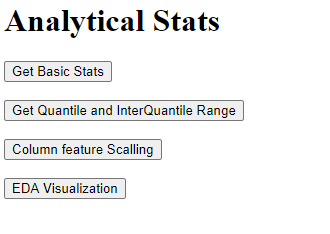 Analytical Stats
Get Basic Stats
Get Quantile and InterQuantile Range
Column feature Scalling
EDA Visualization